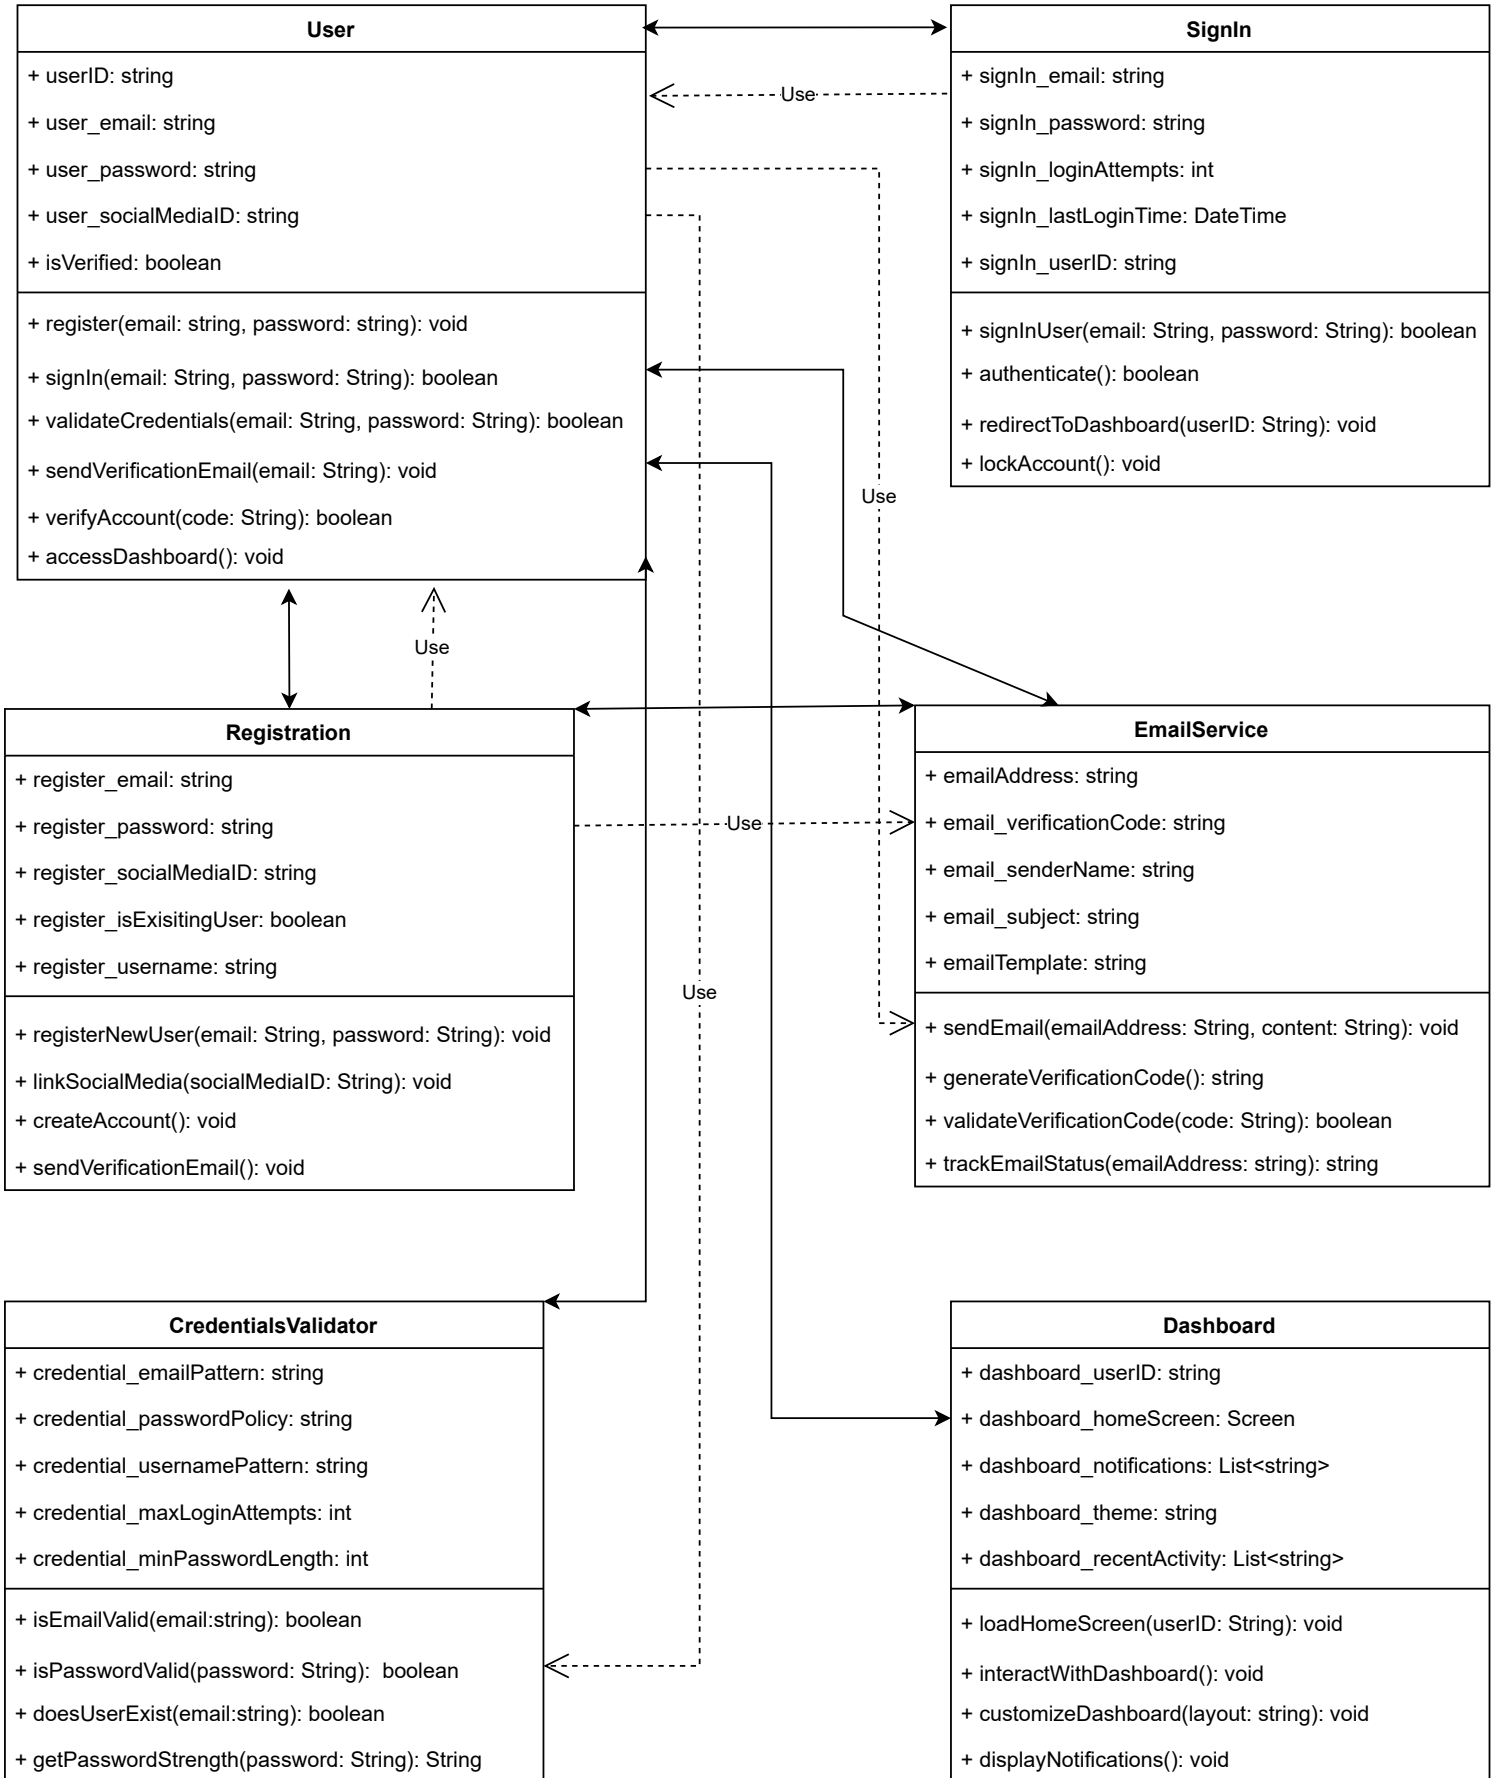 User
+ userID: string
+ user_email: string
+ user_password: string
+ user_socialMediaID: string
+ isVerified: boolean
+ register(email: string, password: string): void
+ signIn(email: String, password: String): boolean
+ validateCredentials(email: String, password: String): boolean
+ sendVerificationEmail(email: String): void
+ verifyAccount(code: String): boolean
+ accessDashboard(): void
SignIn
+ signIn_email: string
+ signIn_password: string
+ signIn_loginAttempts: int
+ signIn_lastLoginTime: DateTime
+ signIn_userID: string
+ signInUser(email: String, password: String): boolean
+ authenticate(): boolean
+ redirectToDashboard(userID: String): void
+ lockAccount(): void
Use
Use
Use
Registration
+ register_email: string
+ register_password: string
+ register_socialMediaID: string
+ register_isExisitingUser: boolean
+ register_username: string
+ registerNewUser(email: String, password: String): void
+ linkSocialMedia(socialMediaID: String): void
+ createAccount(): void
+ sendVerificationEmail(): void
Use
Use
EmailService
+ emailAddress: string
+ email_verificationCode: string
+ email_senderName: string
+ email_subject: string
+ emailTemplate: string
+ sendEmail(emailAddress: String, content: String): void
+ generateVerificationCode(): string
+ validateVerificationCode(code: String): boolean
+ trackEmailStatus(emailAddress: string): string
CredentialsValidator
+ credential_emailPattern: string
+ credential_passwordPolicy: string
+ credential_usernamePattern: string
+ credential_maxLoginAttempts: int
+ credential_minPasswordLength: int
+ isEmailValid(email:string): boolean
+ isPasswordValid(password: String):  boolean
+ doesUserExist(email:string): boolean
+ getPasswordStrength(password: String): String
Dashboard
+ dashboard_userID: string
+ dashboard_homeScreen: Screen
+ dashboard_notifications: List<string>
+ dashboard_theme: string
+ dashboard_recentActivity: List<string>
+ loadHomeScreen(userID: String): void
+ interactWithDashboard(): void
+ customizeDashboard(layout: string): void
+ displayNotifications(): void